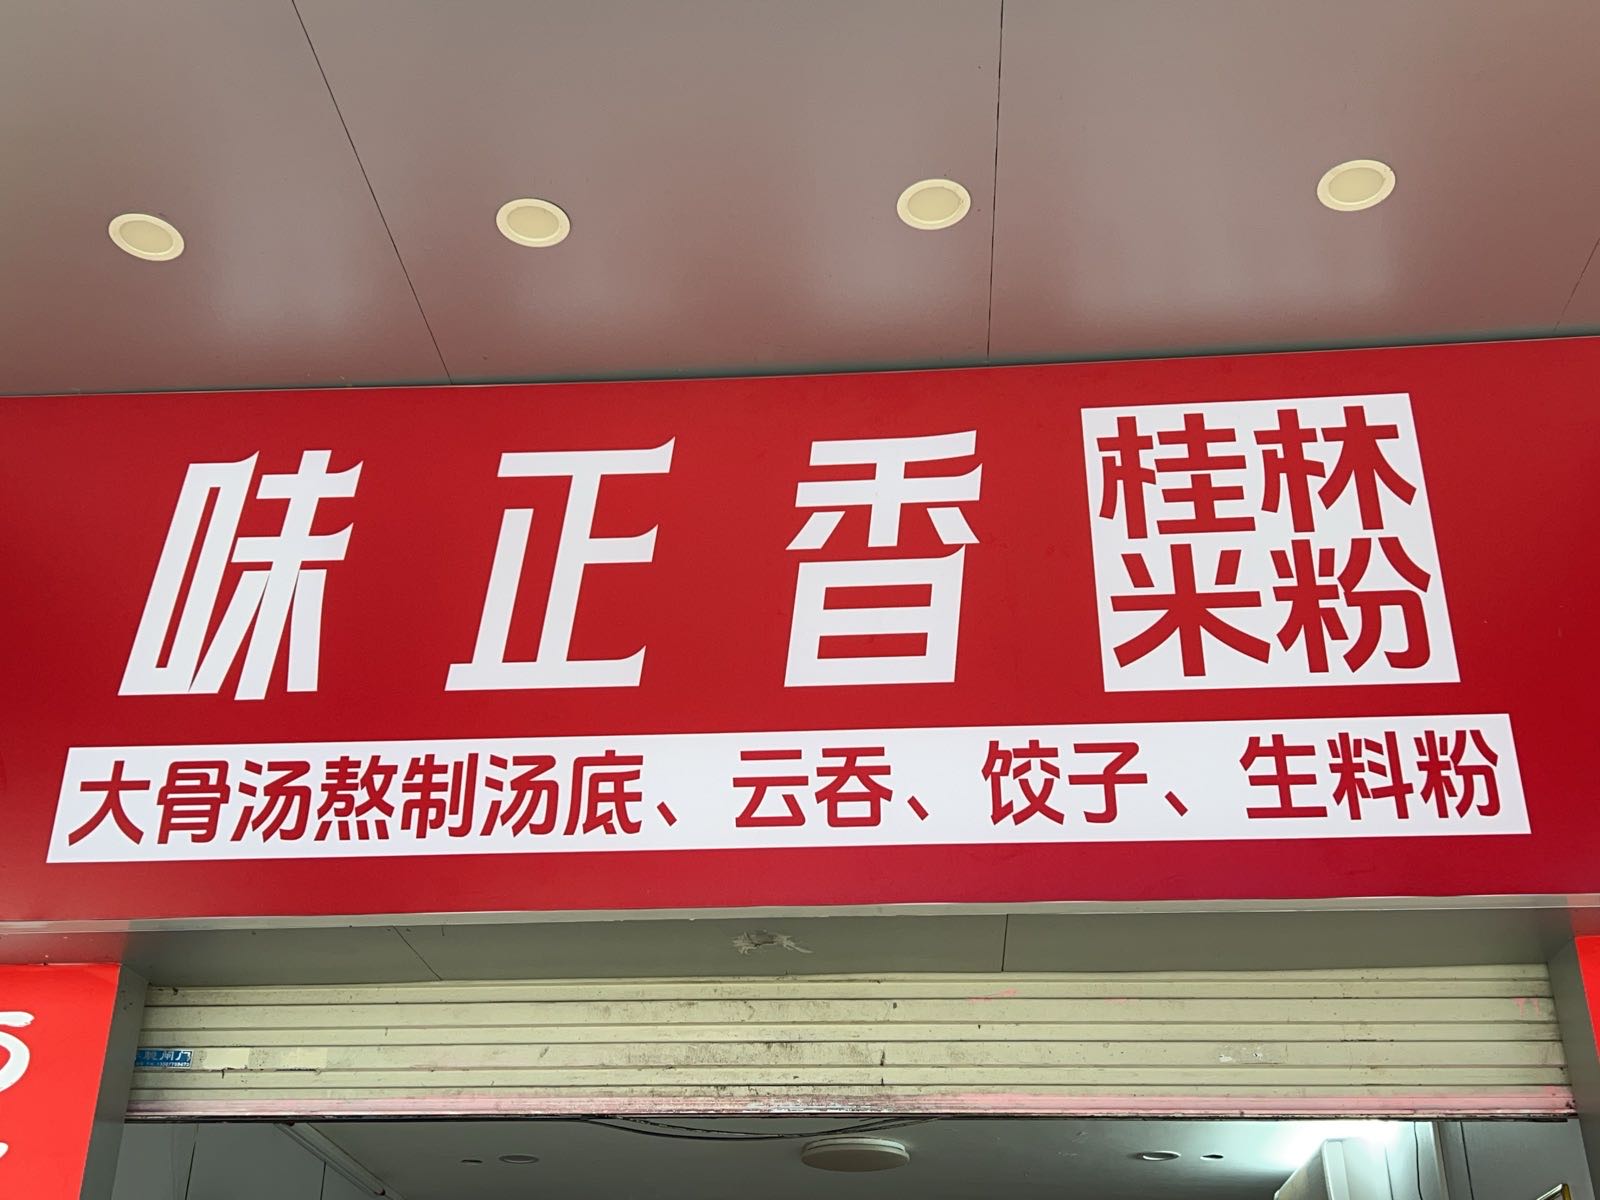 味正香
桂林
米粉
大骨汤熬制汤底、云吞、饺子、生料粉